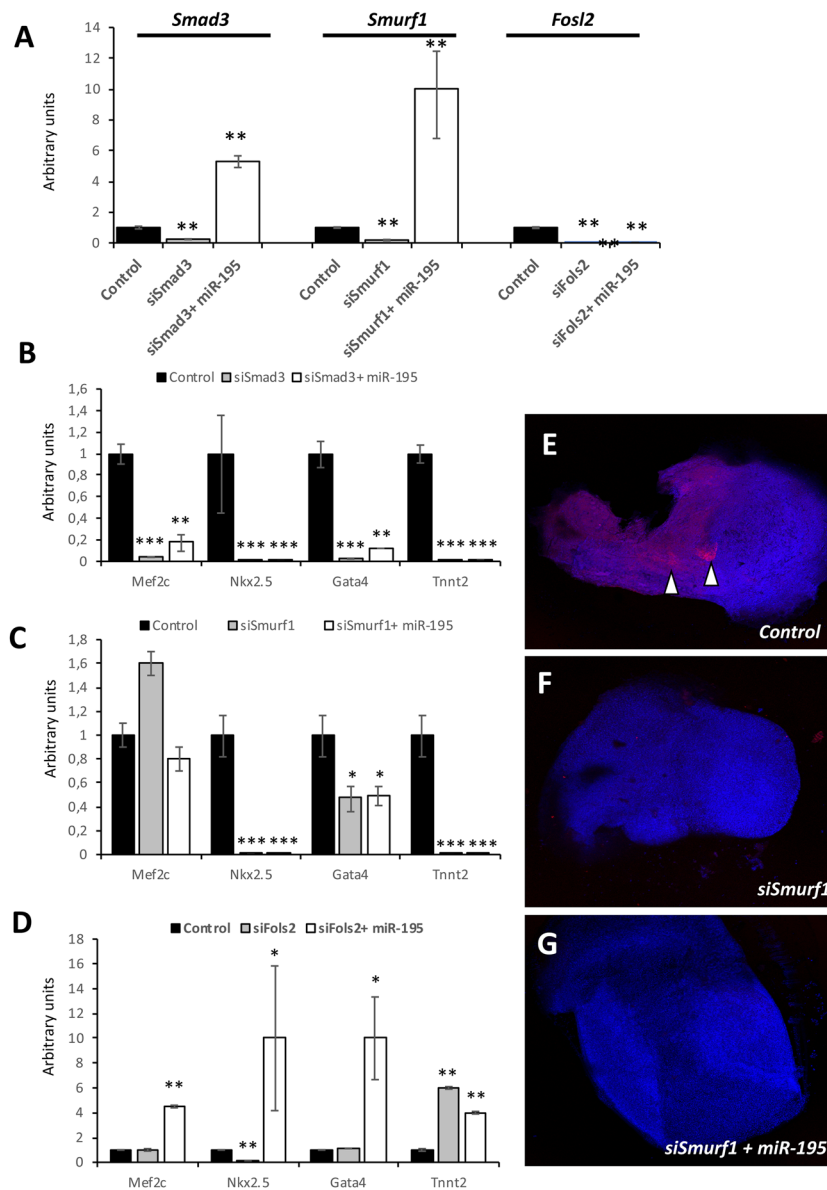 A
Smad3 Smurf1 Fosl2
Arbitrary units
14
12
10
8
6
4
2
0
** ** ** ** ** ** **
Control siSmad3 siSmad3+ miR-195 Control siSmurf1 siSmurf1+ miR-195 Control siFols2 siFols2+ miR-195
B
Control siSmad3 siSmad3+ miR-195
Arbitrary units
1,6
1,4
1,2
1
0,8
0,6
0,4
0,2
0
*** ** *** *** *** ** *** ***
Mef2c Nkx2.5 Gata4 Tnnt2
C
Control siSmurf1 siSmurf1+ miR-195
Arbitrary units
1,8
1,6
1,4
1,2
1
0,8
0,6
0,4
0,2
0
*** *** * * *** ***
Mef2c Nkx2.5 Gata4 Tnnt2
D
Control siFols2 siFols2+ miR-195
Arbitrary units
18
16
14
12
10
8
6
4
2
0
** ** * * ** **
Mef2c Nkx2.5 Gata4 Tnnt2
E
Control
F
siSmurf1
G
siSmurf1 + miR-195